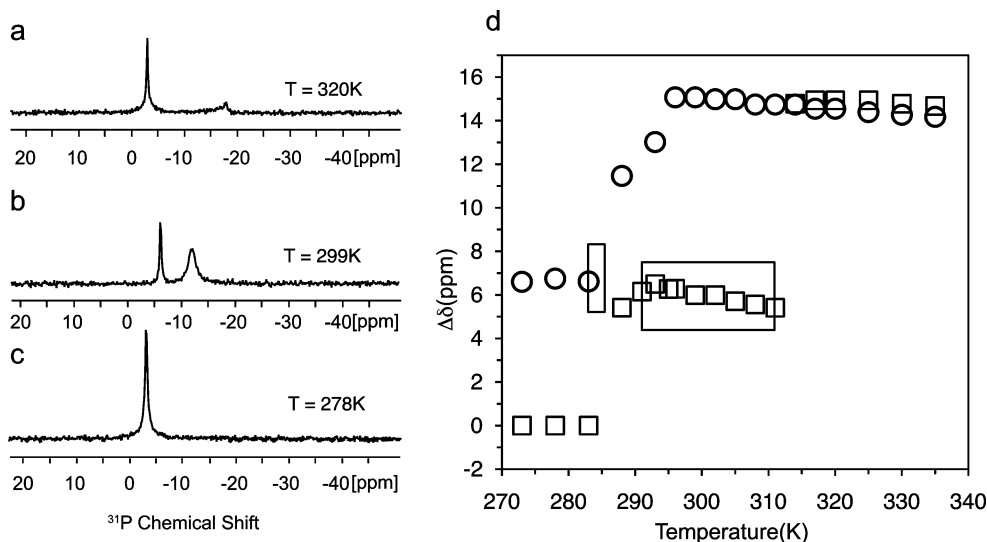 a
T = 320K
20 10 0 -10 -20 -30 -40[ppm]
b
T = 299K
20 10 0 -10 -20 -30 -40[ppm]
c
T = 278K
20 10 0 -10 -20 -30 -40[ppm]
³¹P Chemical Shift
d
16
14
12
10
8
6
4
2
0
-2
Δδ(ppm)
270 280 290 300 310 320 330 340
Temperature(K)